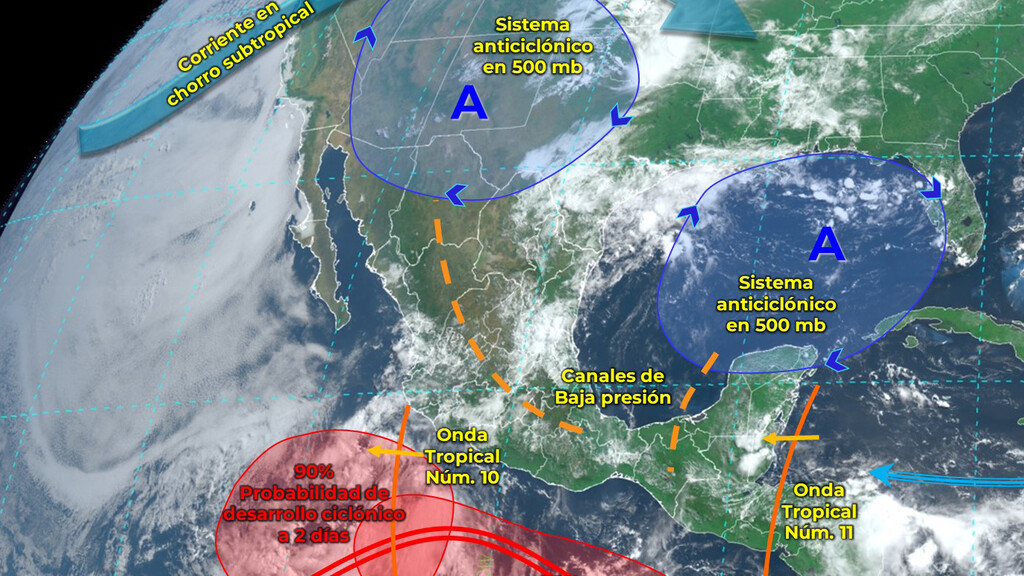 Corriente en
chorro subtropical
Sistema
anticiclónico
en 500 mb
A
A
Sistema
anticiclónico
en 500 mb
Canales de
Baja presión
Onda
Tropical
Núm. 10
90%
Probabilidad de
desarrollo ciclónico
a 2 días
Onda
Tropical
Núm. 11